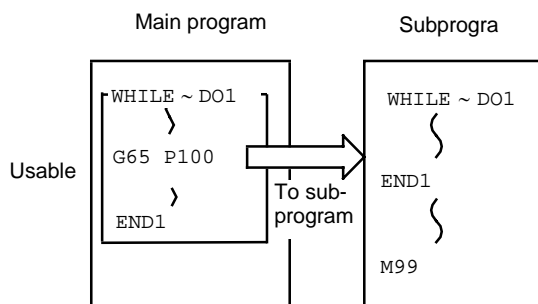 Main program
Subprogra
WHILE ~ DO1
G65 P100
END1
Usable
To sub-
program
WHILE ~ DO1
END1
M99